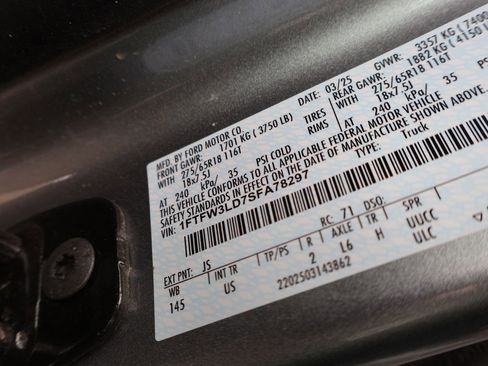 MFD. BY FORD MOTOR CO.
DATE: 03/25 GVWR: 3357 KG (7400
FRONT GAWR: 1701 KG (3750 LB) REAR GAWR: 1882 KG (4150 L
275/65R18 116T TIRES WITH 275/65R18 116T
18x7.5J RIMS 18x7.5J
AT 240 kPa/ 35 PSI COLD AT 240 kPa/ 35 PS
THIS VEHICLE CONFORMS TO ALL APPLICABLE FEDERAL MOTOR VEHICLE
SAFETY STANDARDS IN EFFECT ON THE DATE OF MANUFACTURE SHOWN ABOVE.
VIN: 1FTFW3LD7SFA78297
TYPE: Truck
EXT PNT: JS RC: 71 DSO:
WB INT TR TP/PS R AXLE TR SPR
145 US 2 L6 H UUCC
2202503143862 ULC